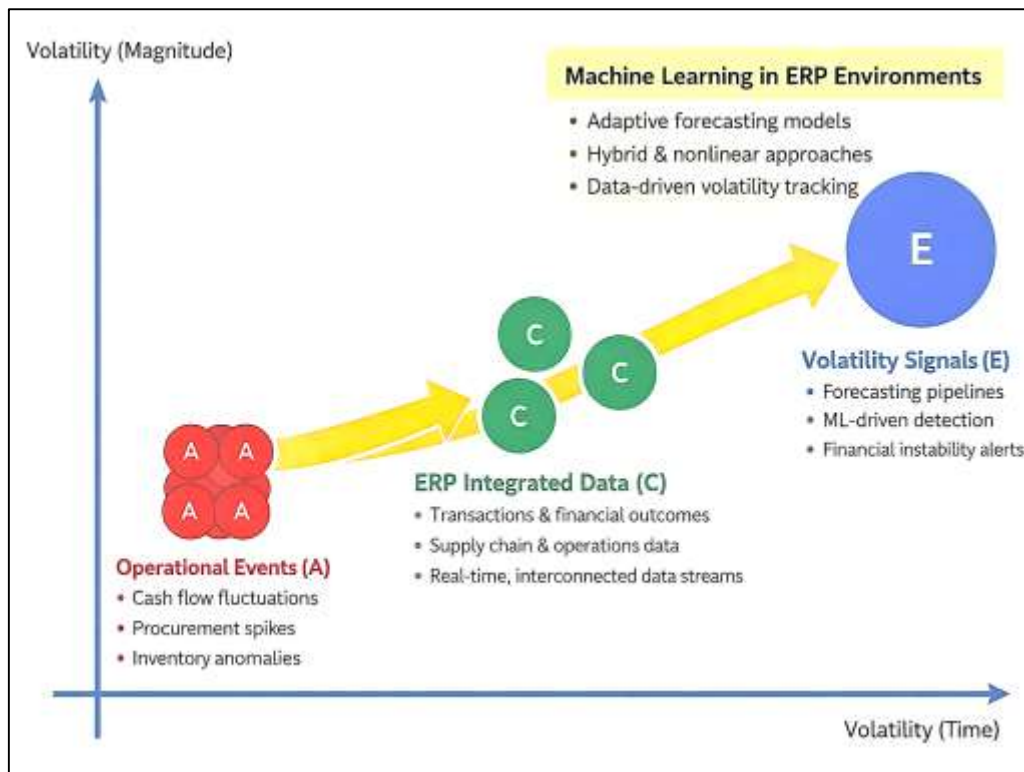 Volatility (Magnitude)
Machine Learning in ERP Environments
• Adaptive forecasting models
• Hybrid & nonlinear approaches
• Data-driven volatility tracking
E
C
C
C
Volatility Signals (E)
• Forecasting pipelines
• ML-driven detection
• Financial instability alerts
A A
A A
ERP Integrated Data (C)
• Transactions & financial outcomes
• Supply chain & operations data
• Real-time, interconnected data streams
Operational Events (A)
• Cash flow fluctuations
• Procurement spikes
• Inventory anomalies
Volatility (Time)